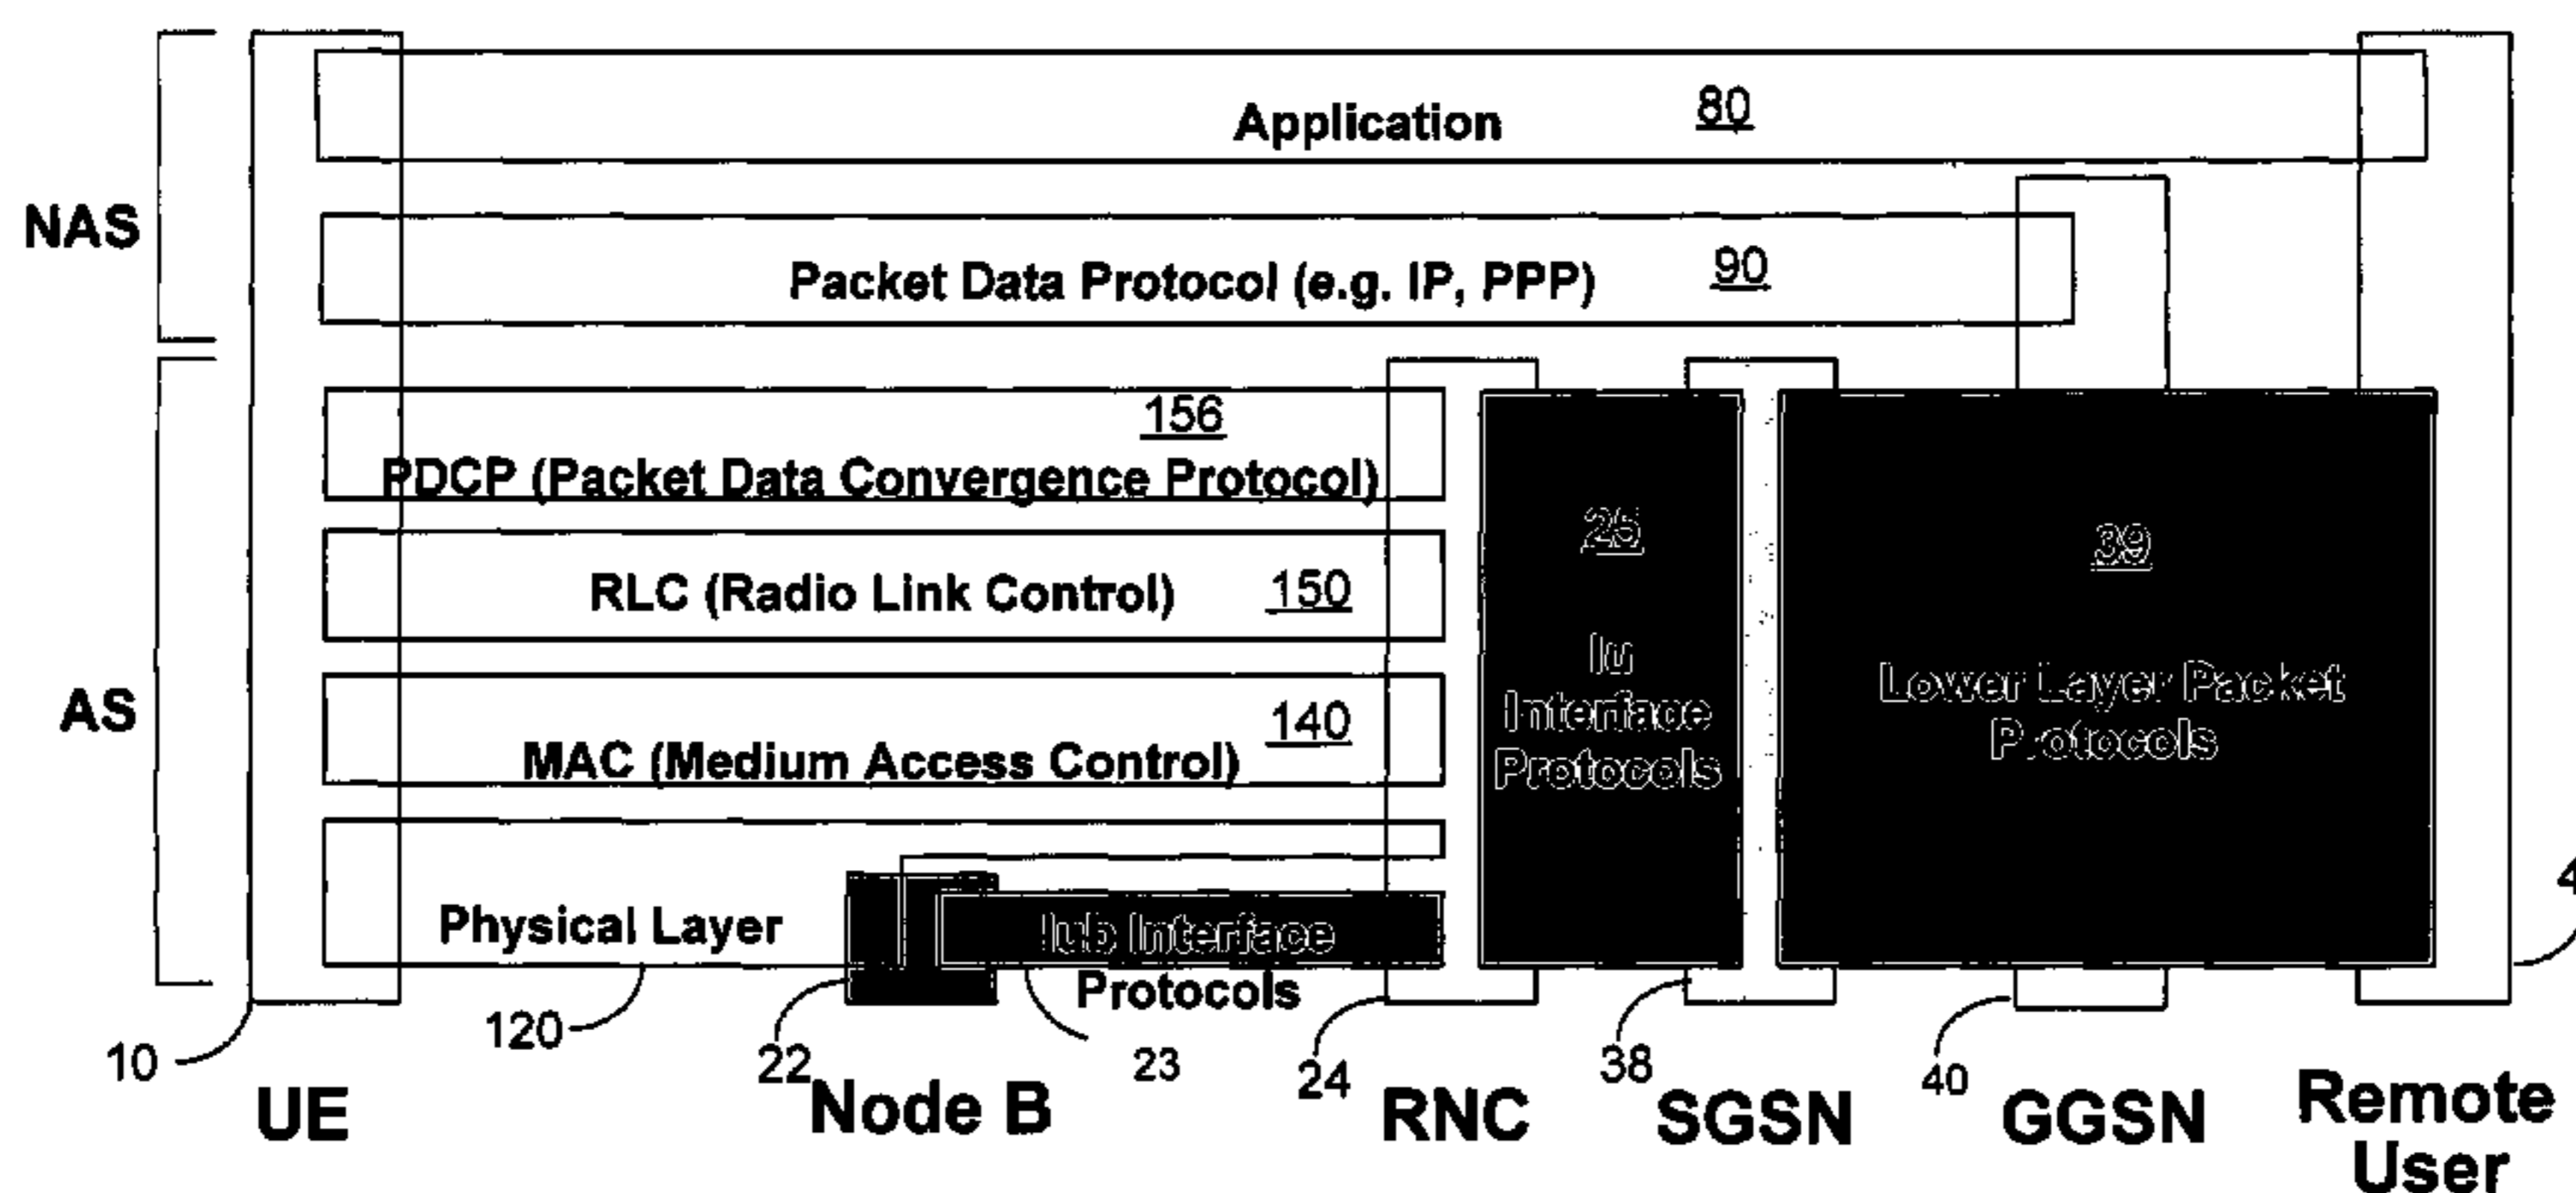 Application 80
NAS
Packet Data Protocol (e.g. IP, PPP) 90
156
PDCP (Packet Data Convergence Protocol)
25
39
RLC (Radio Link Control) 150
Iu
Interface
Protocols
Lower Layer Packet
Protocols
AS
140
MAC (Medium Access Control)
Physical Layer
Iub Interface
Protocols
10
120
22
23
24
38
40
UE
Node B
RNC
SGSN
GGSN
Remote
User